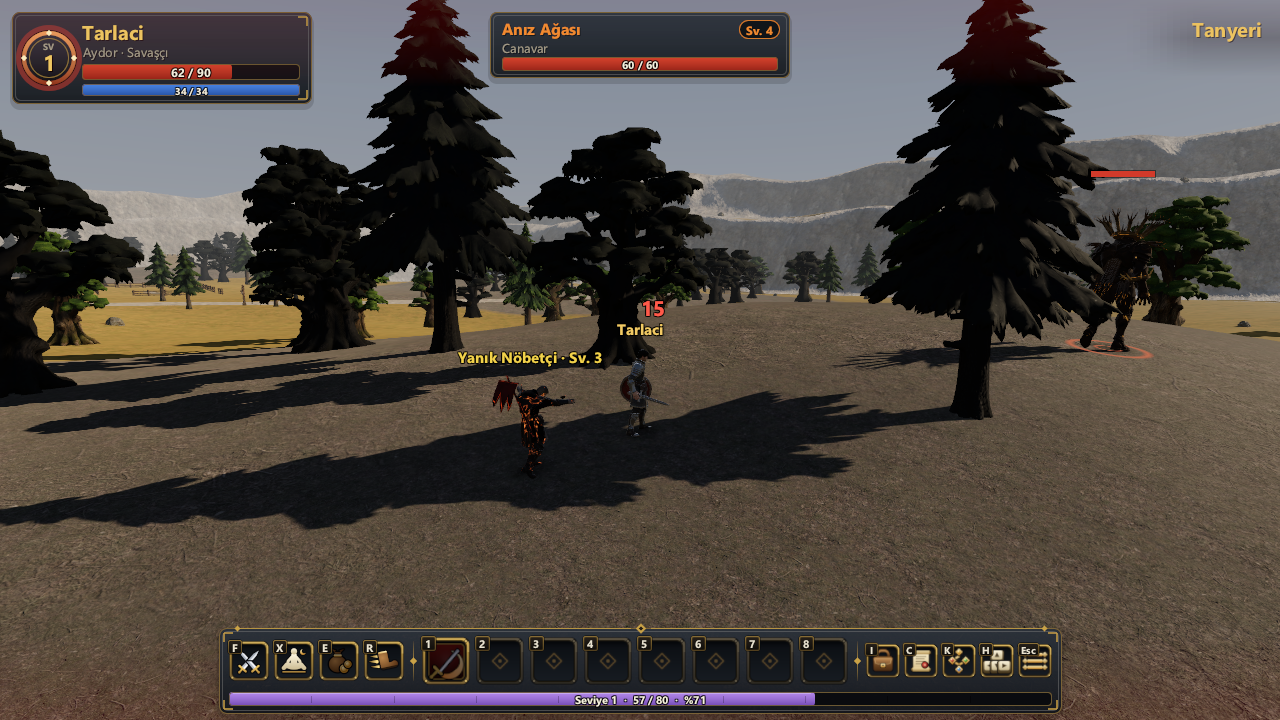 SV
1
Tarlaci
Aydor · Savaşçı
62 / 90
34 / 34
Anız Ağası
Sv. 4
Canavar
60 / 60
Tanyeri
15
Tarlaci
Yanık Nöbetçi · Sv. 3
F X E R 1 2 3 4 5 6 7 8 I C K H Esc
Seviye 1 · 57 / 80 · %71